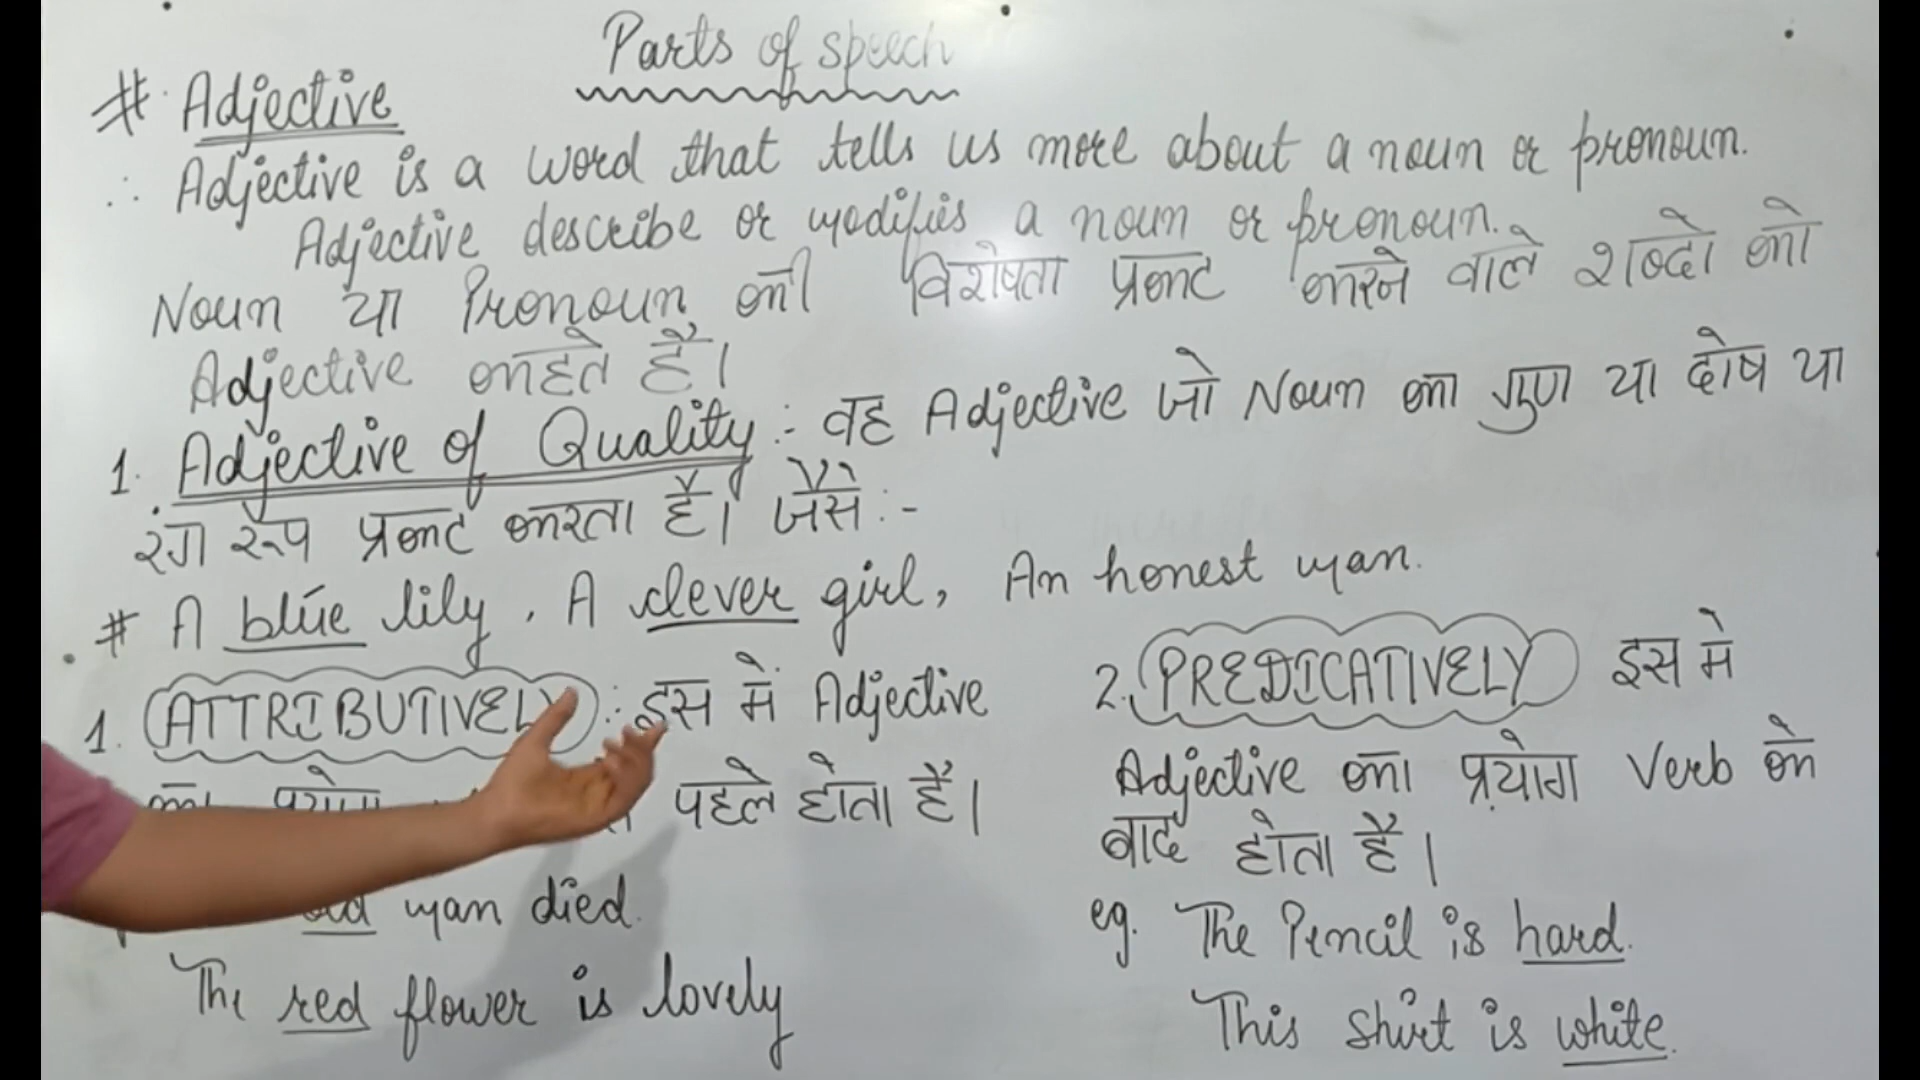 Parts of speech
# Adjective
∴ Adjective is a word that tells us more about a noun or pronoun.
Adjective describe or modifies a noun or pronoun.
Noun या Pronoun की विशेषता प्रकट करने वाले शब्दो को
Adjective कहते है।
1. Adjective of Quality :- वह Adjective जो Noun का गुण या दोष या
रंग रूप प्रकट करता है। जैसे :-
# A blue lily, A clever girl, An honest man.
1. ATTRIBUTIVELY : इस मे Adjective
का प्रयोग पहले होता है।
old man died.
The red flower is lovely
2. PREDICATIVELY इस मे
Adjective का प्रयोग Verb के
बाद होता है।
eg. The Pencil is hard.
This shirt is white.